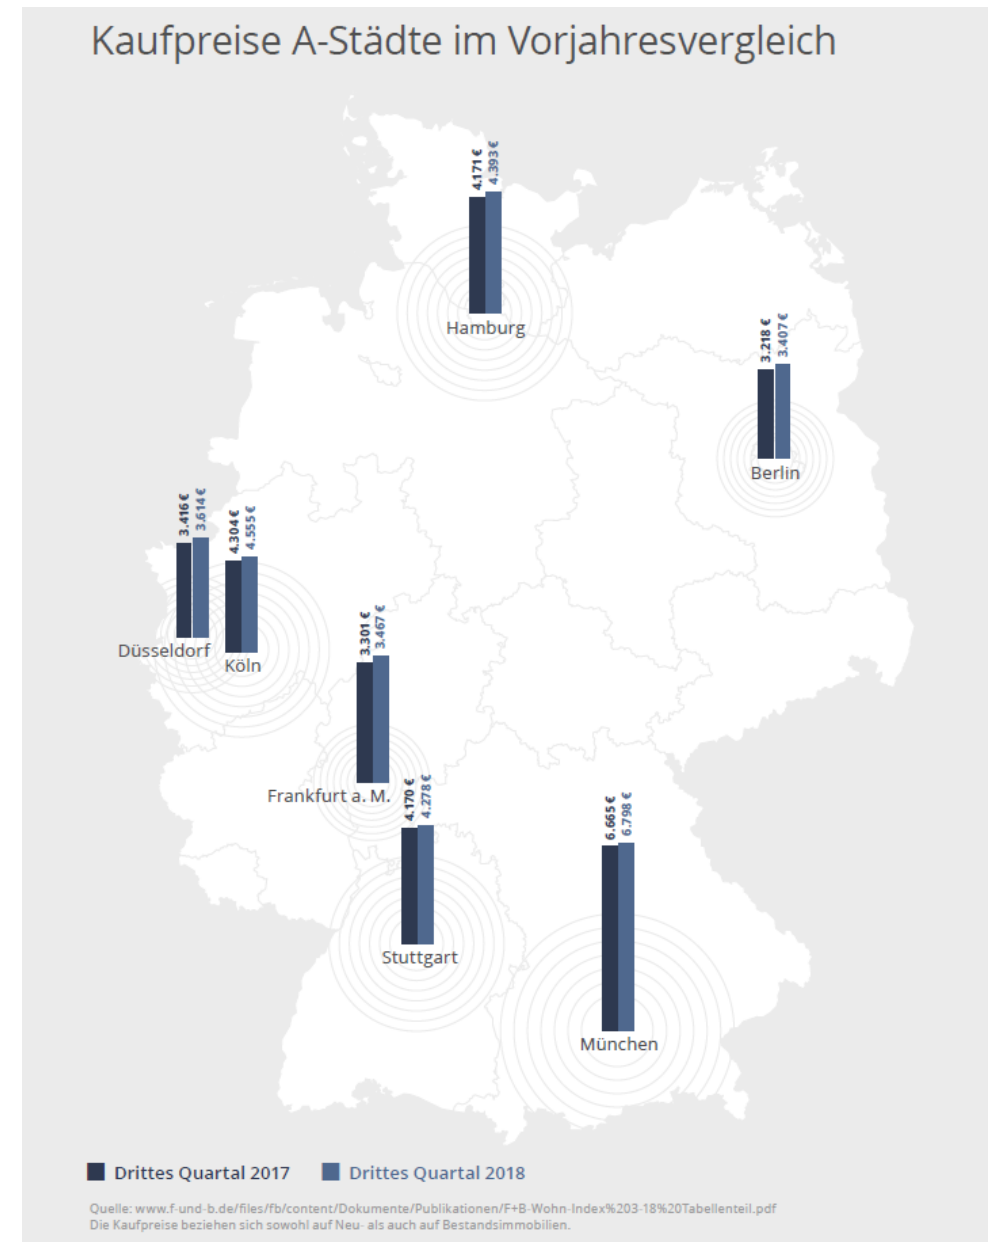 Kaufpreise A-Städte im Vorjahresvergleich
4.171 €
4.393 €
Hamburg
3.218 €
3.407 €
Berlin
3.416 €
3.614 €
Düsseldorf
4.304 €
4.555 €
Köln
3.301 €
3.467 €
Frankfurt a. M.
4.170 €
4.278 €
Stuttgart
6.665 €
6.798 €
München
Drittes Quartal 2017
Drittes Quartal 2018
Quelle: www.f-und-b.de/files/fb/content/Dokumente/Publikationen/F+B-Wohn-Index%203-18%20Tabellenteil.pdf
Die Kaufpreise beziehen sich sowohl auf Neu- als auch auf Bestandsimmobilien.